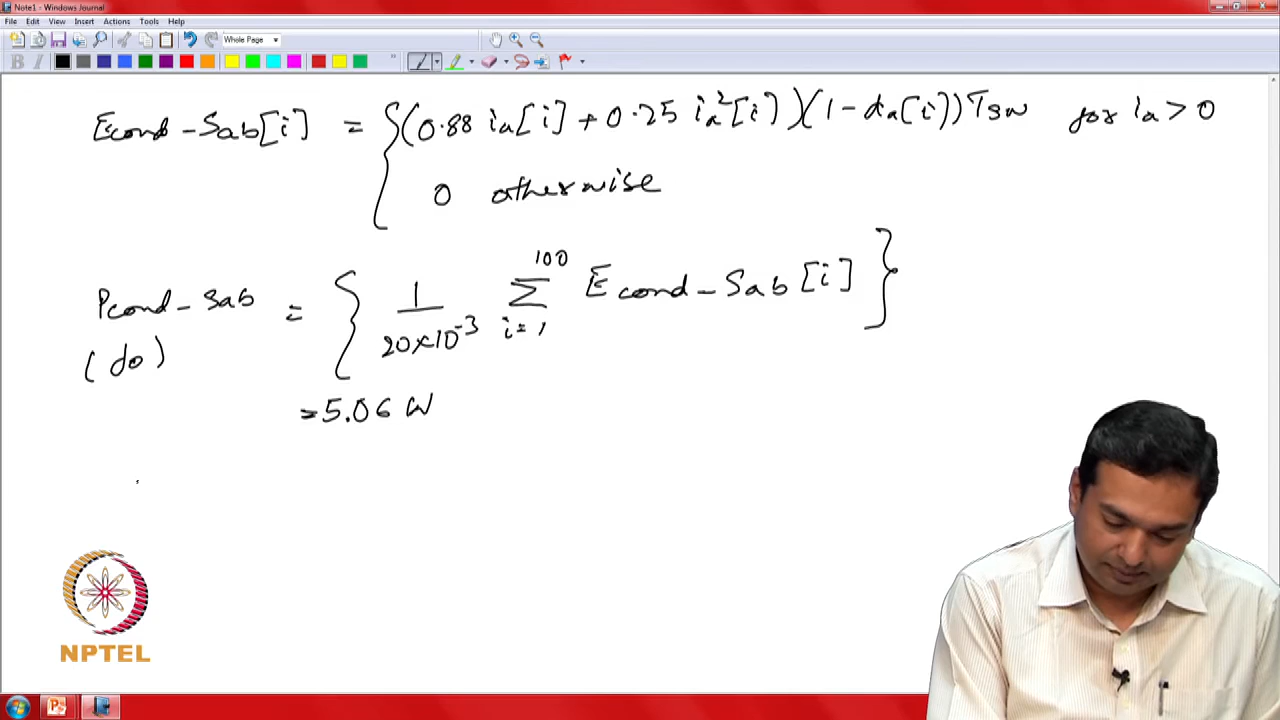 Note1 - Windows Journal
File Edit View Insert Actions Tools Help
Whole Page
B I
Econd-Sab[i] = {(0.88 ia[i] + 0.25 ia²[i])(1-da[i])Tsw for ia > 0
0 otherwise
Pcond-Sab = { 1/20×10⁻³ Σ i=1 100 Econd-Sab[i] }
(do)
= 5.06 W
NPTEL